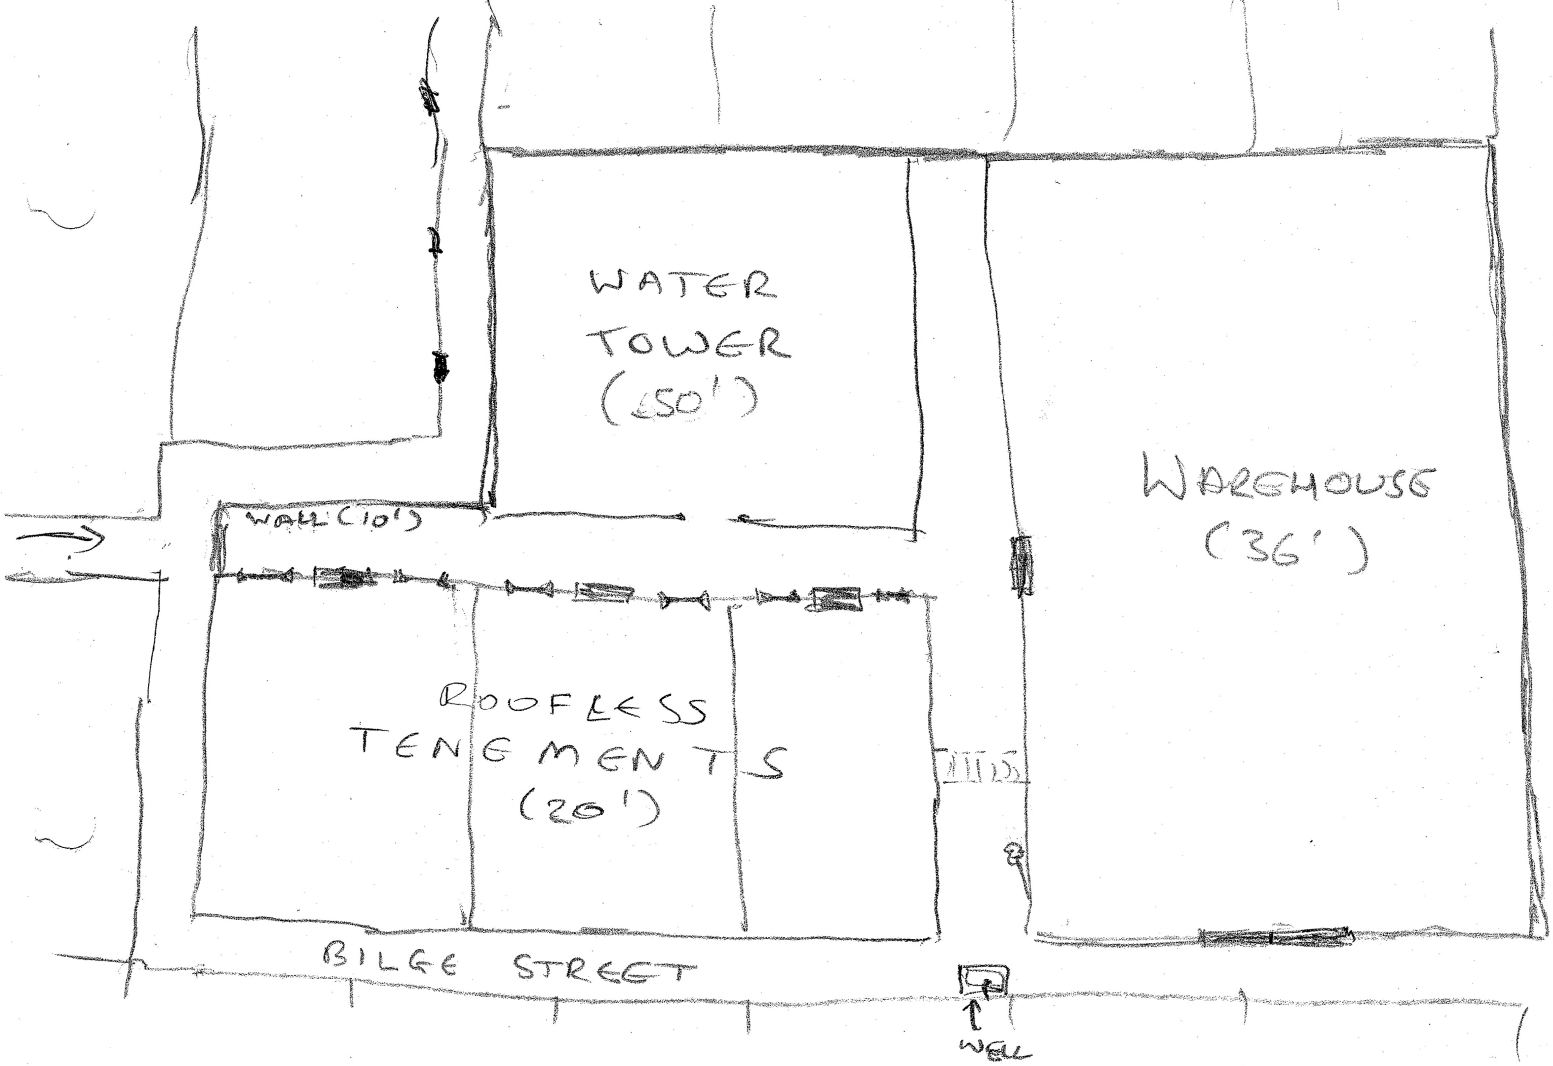 WATER
TOWER
(50')
WAREHOUSE
(36')
WALL (10')
ROOFLESS
TENEMENTS
(20')
BILGE STREET
WELL